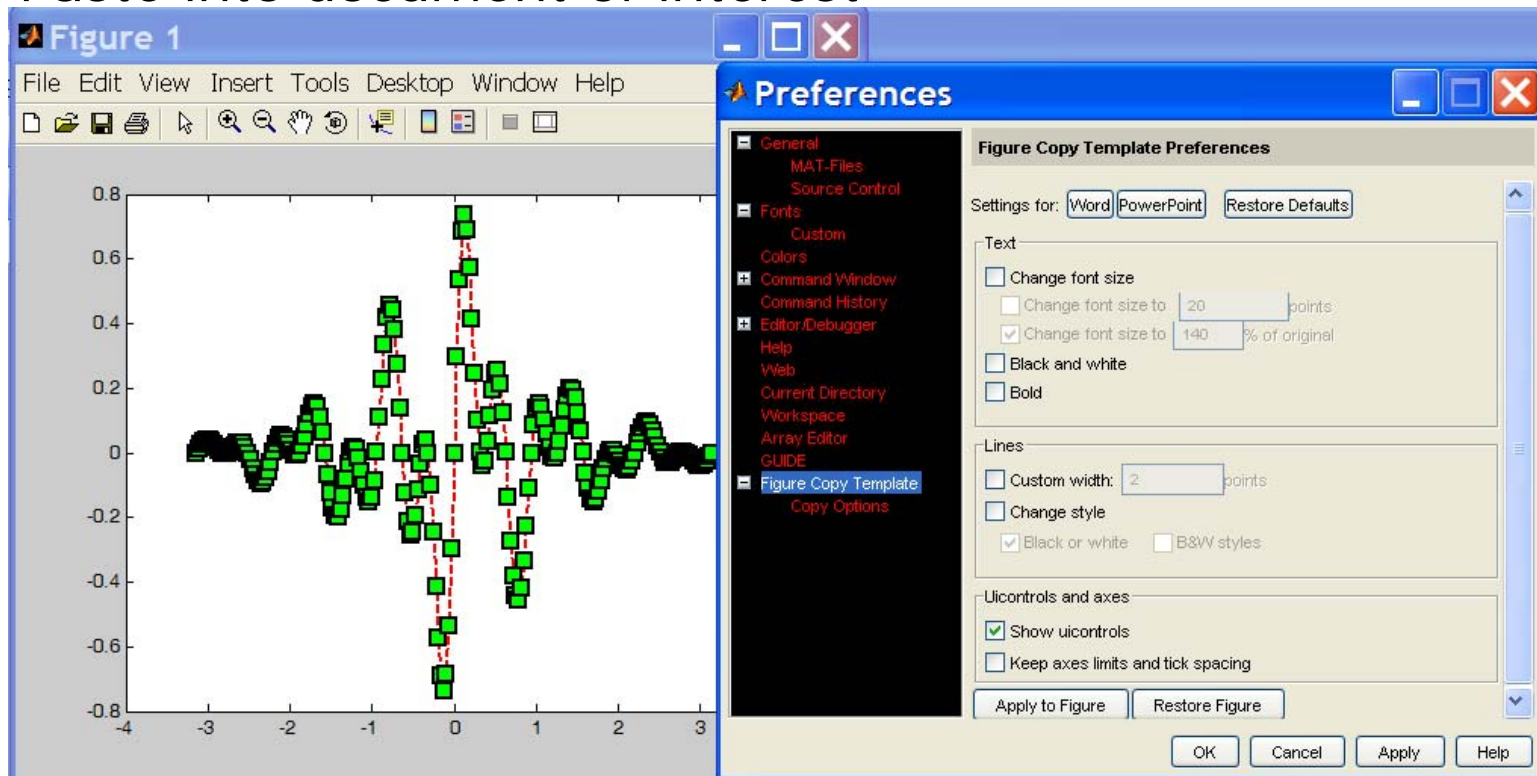 Figure 1
File Edit View Insert Tools Desktop Window Help
0.8
0.6
0.4
0.2
0
-0.2
-0.4
-0.6
-0.8
-4 -3 -2 -1 0 1 2 3
Preferences
General
MAT-Files
Source Control
Fonts
Custom
Colors
Command Window
Command History
Editor/Debugger
Help
Web
Current Directory
Workspace
Array Editor
GUIDE
Figure Copy Template
Copy Options
Figure Copy Template Preferences
Settings for: Word PowerPoint Restore Defaults
Text
Change font size
Change font size to 20 points
Change font size to 140 % of original
Black and white
Bold
Lines
Custom width: 2 points
Change style
Black or white B&W styles
Uicontrols and axes
Show uicontrols
Keep axes limits and tick spacing
Apply to Figure Restore Figure
OK Cancel Apply Help